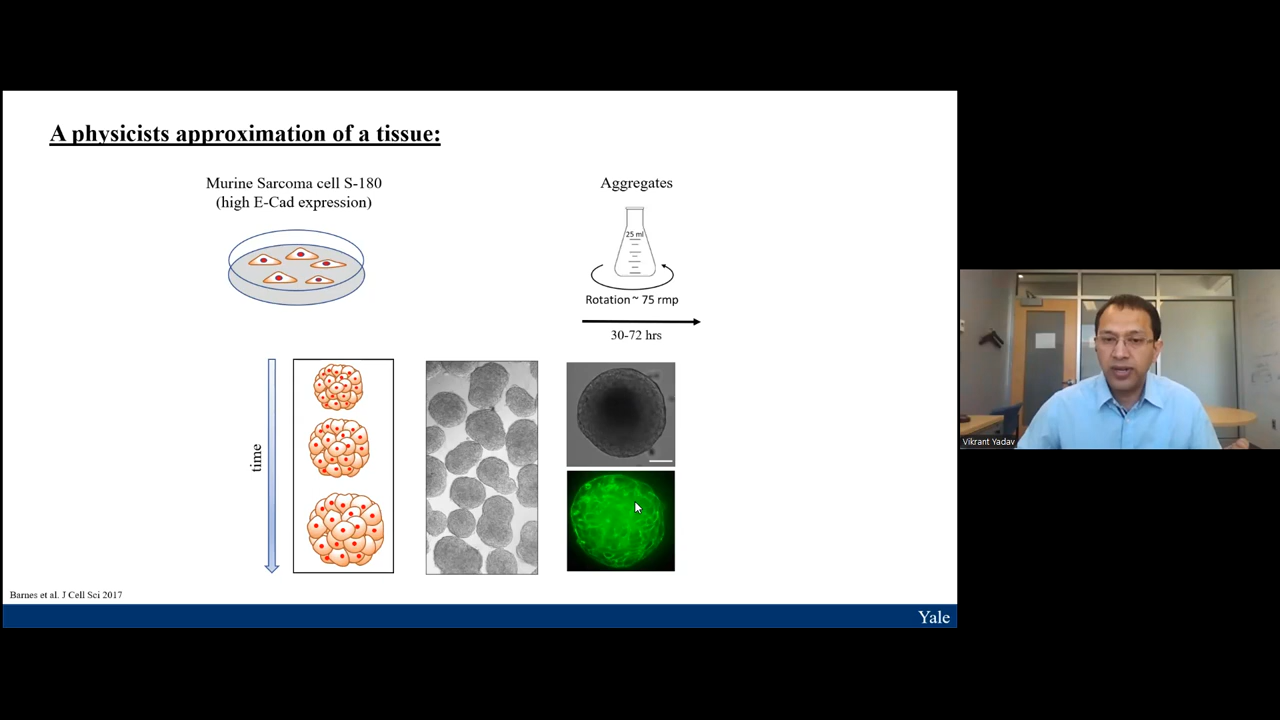 A physicists approximation of a tissue:
Murine Sarcoma cell S-180
(high E-Cad expression)
Aggregates
25 ml
Rotation ~ 75 rmp
30-72 hrs
time
Barnes et al. J Cell Sci 2017
Yale
Vikrant Yadav